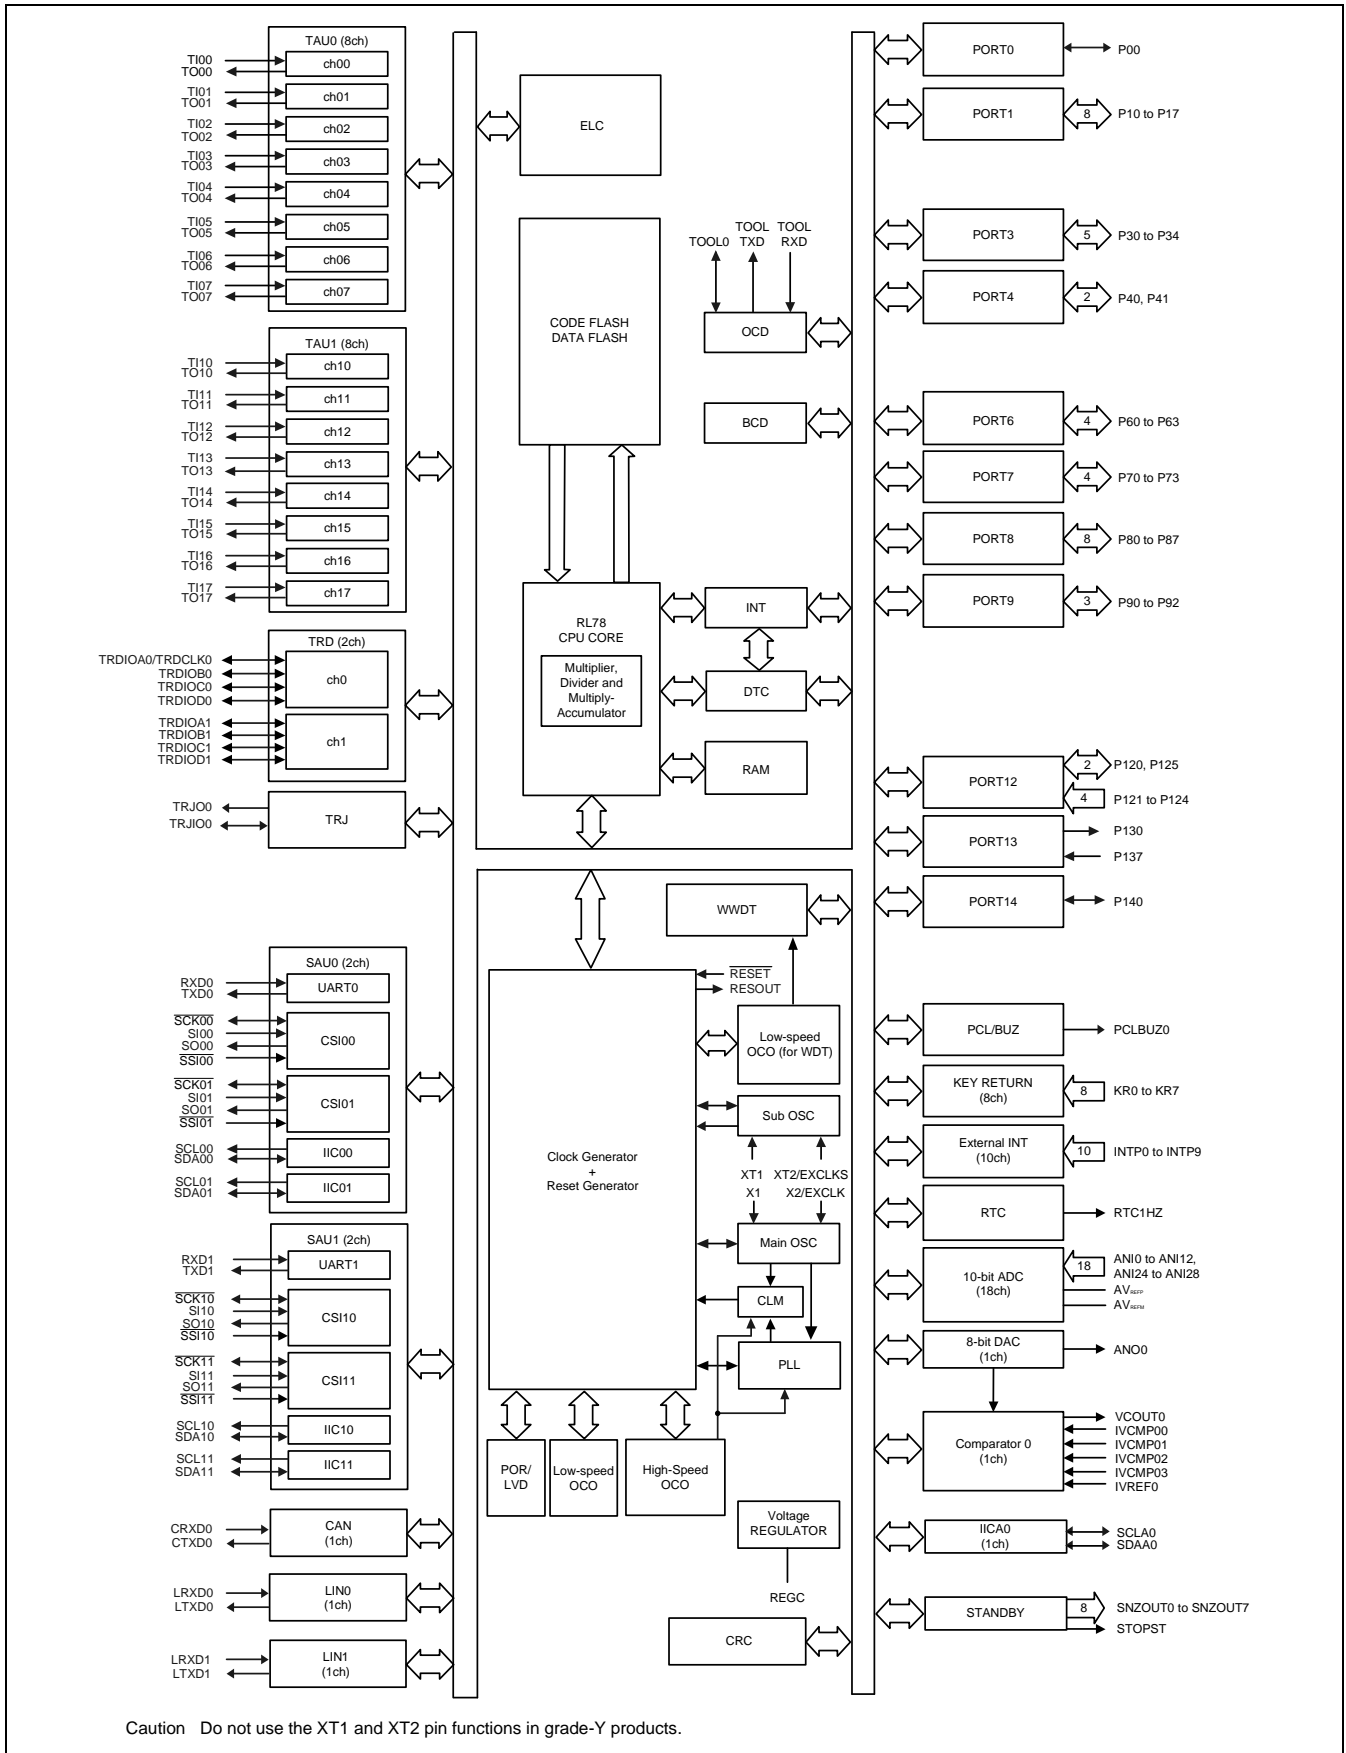 TAU0 (8ch)
TI00
TO00
ch00
TI01
TO01
ch01
TI02
TO02
ch02
TI03
TO03
ch03
TI04
TO04
ch04
TI05
TO05
ch05
TI06
TO06
ch06
TI07
TO07
ch07
TAU1 (8ch)
TI10
TO10
ch10
TI11
TO11
ch11
TI12
TO12
ch12
TI13
TO13
ch13
TI14
TO14
ch14
TI15
TO15
ch15
TI16
TO16
ch16
TI17
TO17
ch17
TRD (2ch)
TRDIOA0/TRDCLK0
TRDIOB0
TRDIOC0
TRDIOD0
ch0
TRDIOA1
TRDIOB1
TRDIOC1
TRDIOD1
ch1
TRJO0
TRJIO0
TRJ
SAU0 (2ch)
RXD0
TXD0
UART0
SCK00
SI00
SO00
SSI00
CSI00
SCK01
SI01
SO01
SSI01
CSI01
SCL00
SDA00
IIC00
SCL01
SDA01
IIC01
SAU1 (2ch)
RXD1
TXD1
UART1
SCK10
SI10
SO10
SSI10
CSI10
SCK11
SI11
SO11
SSI11
CSI11
SCL10
SDA10
IIC10
SCL11
SDA11
IIC11
CRXD0
CTXD0
CAN
(1ch)
LRXD0
LTXD0
LIN0
(1ch)
LRXD1
LTXD1
LIN1
(1ch)
ELC
CODE FLASH
DATA FLASH
TOOL0
TOOL
TXD
TOOL
RXD
OCD
BCD
RL78
CPU CORE
Multiplier,
Divider and
Multiply-
Accumulator
INT
DTC
RAM
WWDT
RESET
RESOUT
Low-speed
OCO (for WDT)
Clock Generator
+
Reset Generator
Sub OSC
XT1
XT2/EXCLKS
X1
X2/EXCLK
Main OSC
CLM
PLL
POR/
LVD
Low-speed
OCO
High-Speed
OCO
Voltage
REGULATOR
REGC
CRC
PORT0
P00
PORT1
8
P10 to P17
PORT3
5
P30 to P34
PORT4
2
P40, P41
PORT6
4
P60 to P63
PORT7
4
P70 to P73
PORT8
8
P80 to P87
PORT9
3
P90 to P92
PORT12
2
P120, P125
4
P121 to P124
PORT13
P130
P137
PORT14
P140
PCL/BUZ
PCLBUZ0
KEY RETURN
(8ch)
8
KR0 to KR7
External INT
(10ch)
10
INTP0 to INTP9
RTC
RTC1HZ
10-bit ADC
(18ch)
18
ANI0 to ANI12,
ANI24 to ANI28
AVREFP
AVREFM
8-bit DAC
(1ch)
ANO0
Comparator 0
(1ch)
VCOUT0
IVCMP00
IVCMP01
IVCMP02
IVCMP03
IVREF0
IICA0
(1ch)
SCLA0
SDAA0
STANDBY
8
SNZOUT0 to SNZOUT7
STOPST
Caution Do not use the XT1 and XT2 pin functions in grade-Y products.